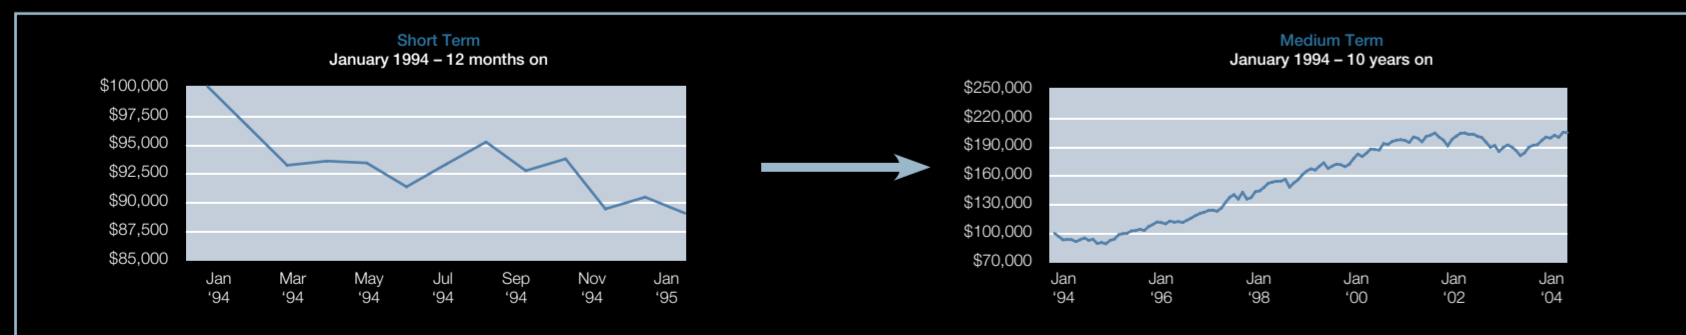 Short Term
January 1994 – 12 months on
$100,000
$97,500
$95,000
$92,500
$90,000
$87,500
$85,000
Jan Mar May Jul Sep Nov Jan
‘94 ‘94 ‘94 ‘94 ‘94 ‘94 ‘95
Medium Term
January 1994 – 10 years on
$250,000
$220,000
$190,000
$160,000
$130,000
$100,000
$70,000
Jan Jan Jan Jan Jan Jan
‘94 ‘96 ‘98 ‘00 ‘02 ‘04